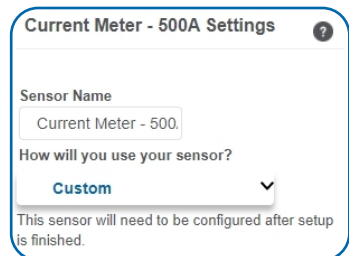 Current Meter - 500A Settings ?
Sensor Name
Current Meter - 500.
How will you use your sensor?
Custom
This sensor will need to be configured after setup
is finished.